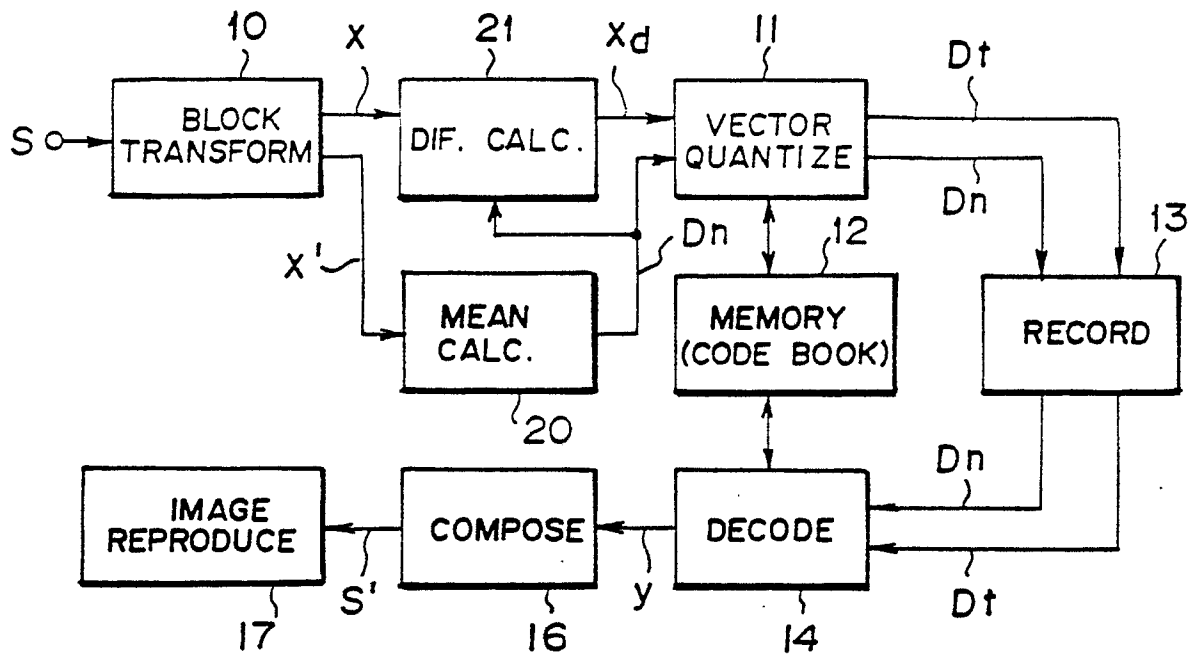 10
X
21
Xd
11
Dt
S
BLOCK
TRANSFORM
DIF. CALC.
VECTOR
QUANTIZE
Dn
X'
Dn
12
13
MEAN
CALC.
MEMORY
(CODE BOOK)
RECORD
20
Dn
IMAGE
REPRODUCE
COMPOSE
DECODE
S'
y
Dt
17
16
14